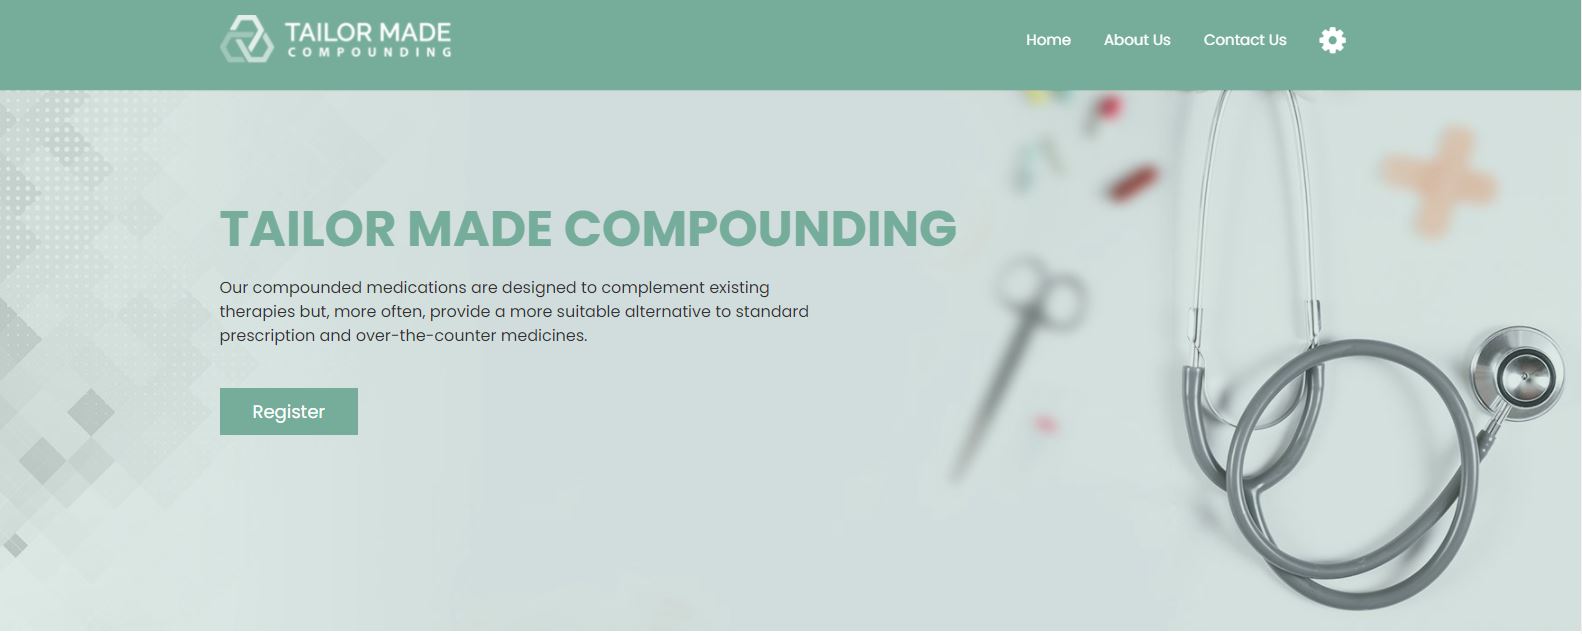 TAILOR MADE
COMPOUNDING
Home
About Us
Contact Us
TAILOR MADE COMPOUNDING
Our compounded medications are designed to complement existing
therapies but, more often, provide a more suitable alternative to standard
prescription and over-the-counter medicines.
Register